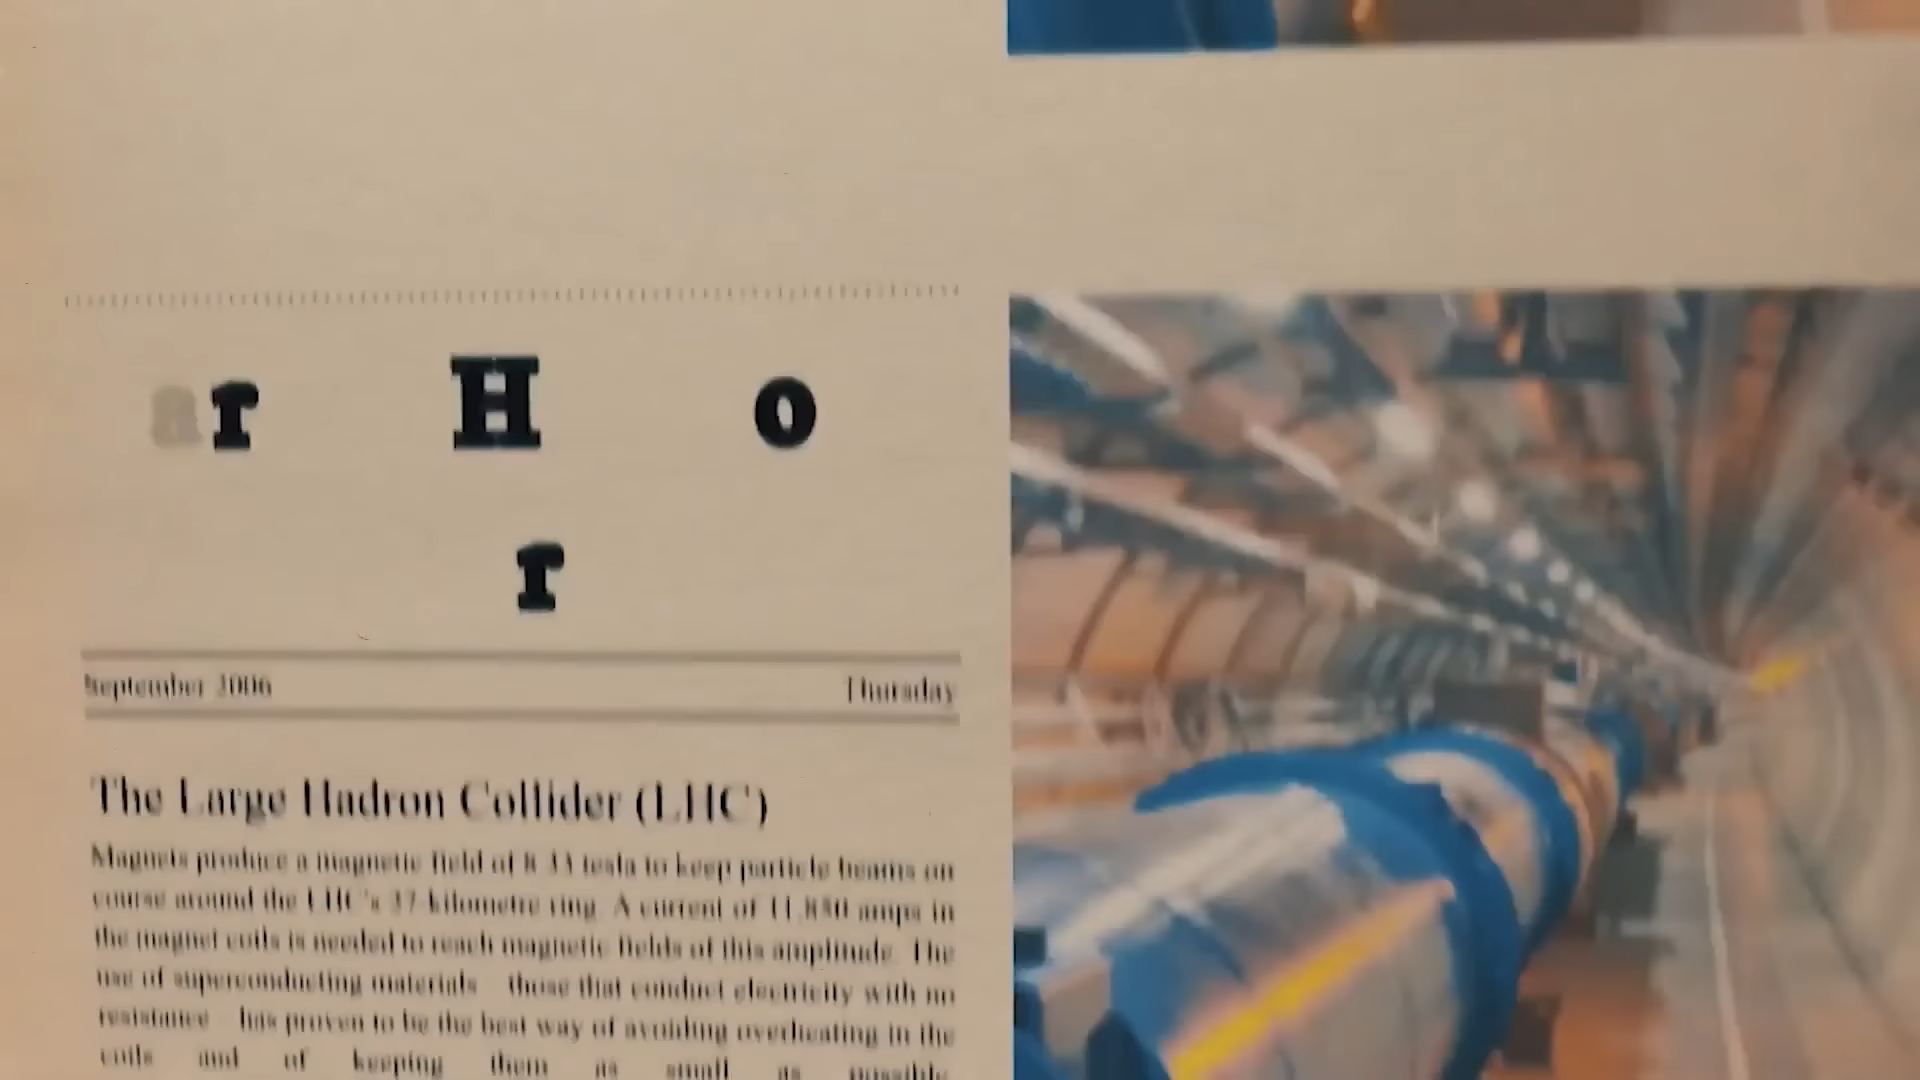 ar H o
r
September 2006 Thursday
The Large Hadron Collider (LHC)
Magnets produce a magnetic field of 8.33 tesla to keep particle beams on
course around the LHC's 27-kilometre ring. A current of 11,850 amps in
the magnet coils is needed to reach magnetic fields of this amplitude. The
use of superconducting materials – those that conduct electricity with no
resistance – has proven to be the best way of avoiding overheating in the
coils and of keeping them as small as possible.